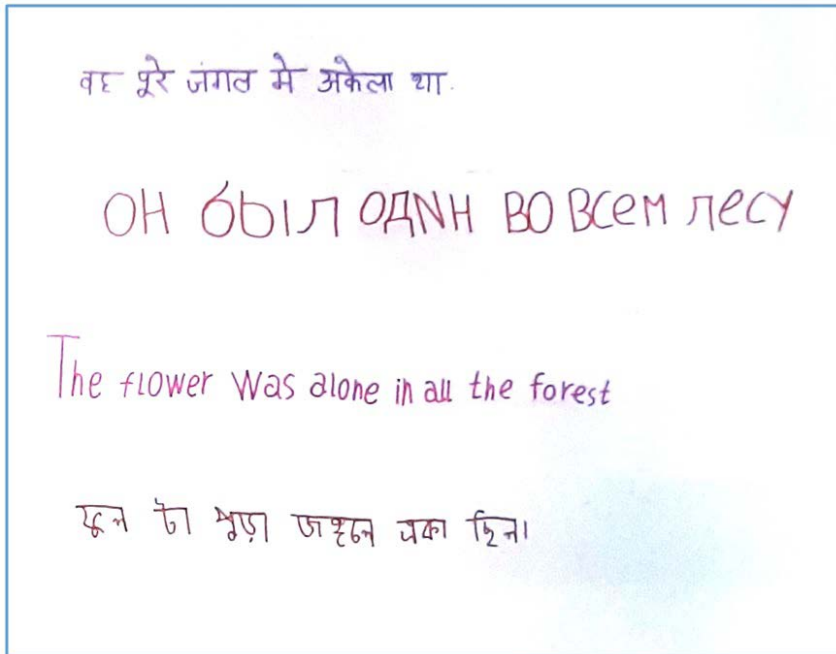 वह पूरे जंगल मे अकेला था.
ОН был ОДИН ВО ВСЕМ ЛЕСУ
The flower was alone in all the forest
ফুল টা পুড়া জঙ্গলে একা ছিল।